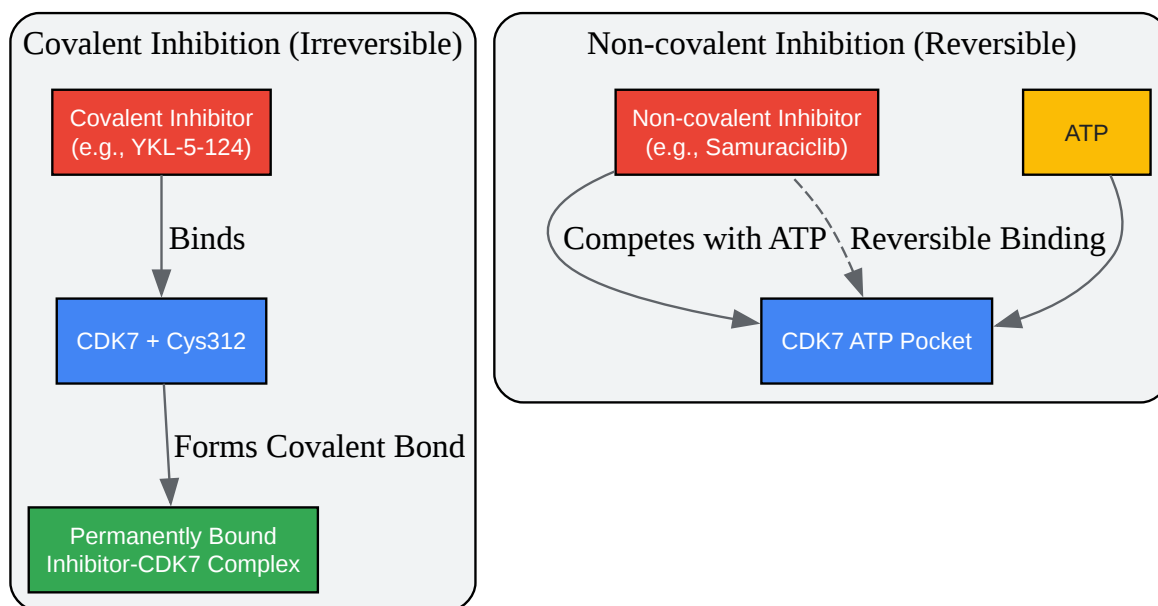 Covalent Inhibition (Irreversible)
Covalent Inhibitor
(e.g., YKL-5-124)
Binds
CDK7 + Cys312
Forms Covalent Bond
Permanently Bound
Inhibitor-CDK7 Complex
Non-covalent Inhibition (Reversible)
Non-covalent Inhibitor
(e.g., Samuraciclib)
ATP
Competes with ATP
Reversible Binding
CDK7 ATP Pocket